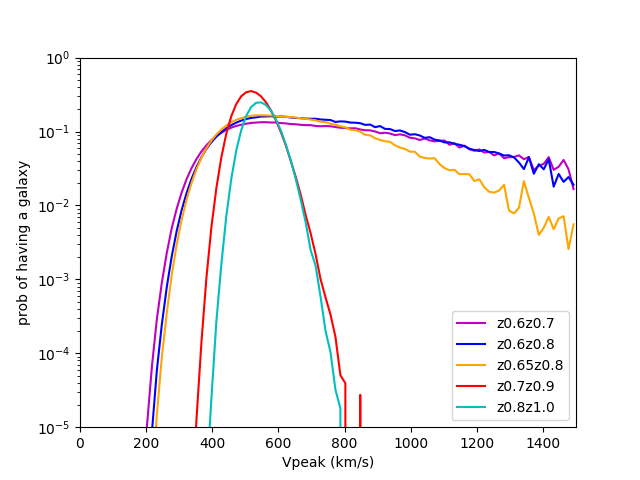 10^0
10^-1
10^-2
10^-3
10^-4
10^-5
prob of having a galaxy
z0.6z0.7
z0.6z0.8
z0.65z0.8
z0.7z0.9
z0.8z1.0
0 200 400 600 800 1000 1200 1400
Vpeak (km/s)